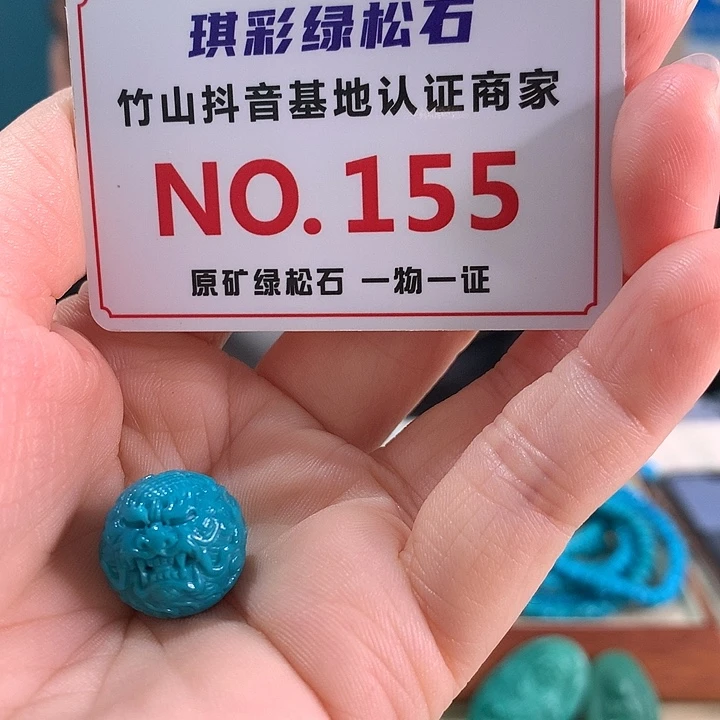 琪彩绿松石
竹山抖音基地认证商家
NO.155
原矿绿松石 一物一证